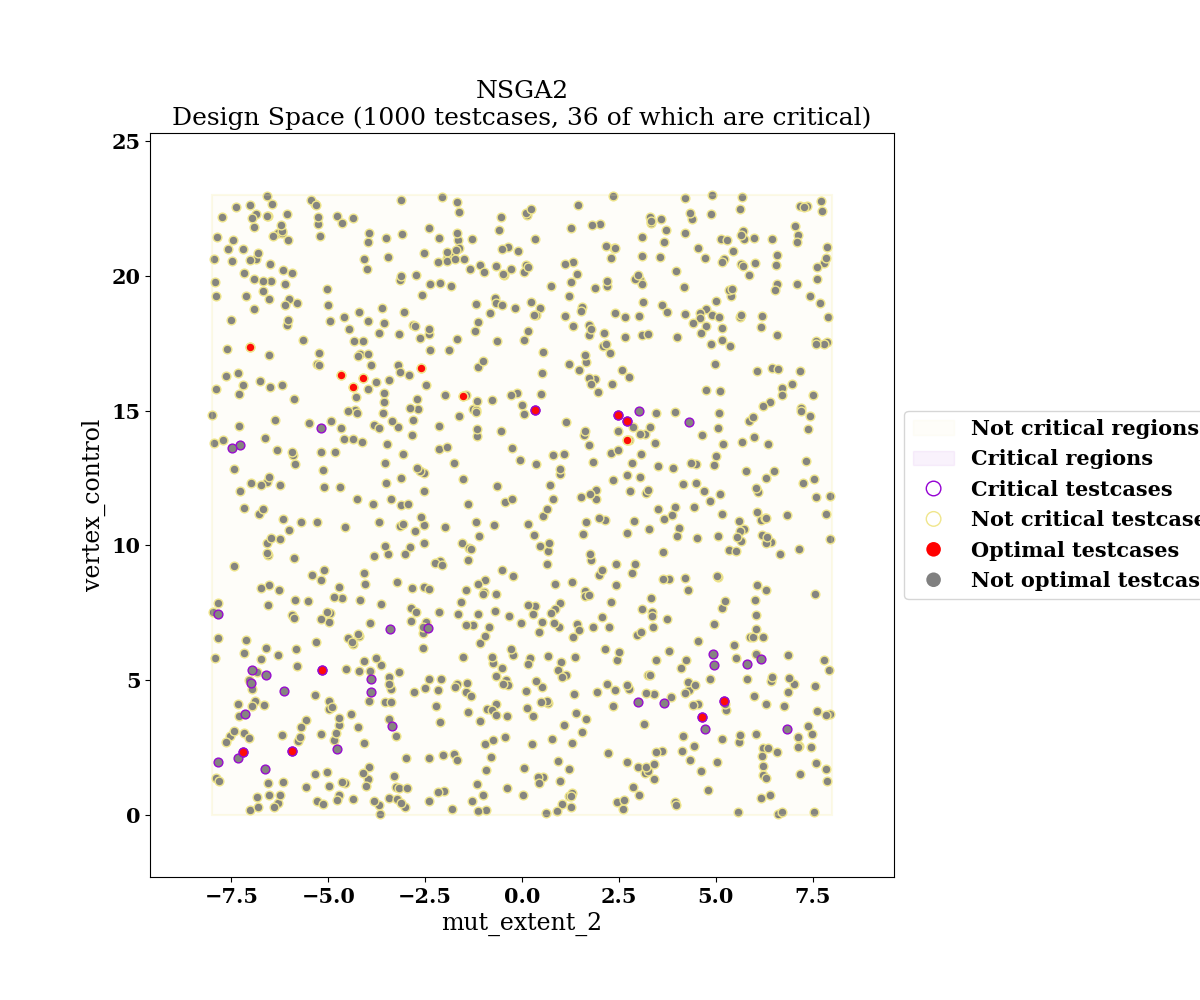 NSGA2
Design Space (1000 testcases, 36 of which are critical)
25
20
15
10
5
0
vertex_control
−7.5
−5.0
−2.5
0.0
2.5
5.0
7.5
mut_extent_2
Not critical regions
Critical regions
Critical testcases
Not critical testcase
Optimal testcases
Not optimal testcas